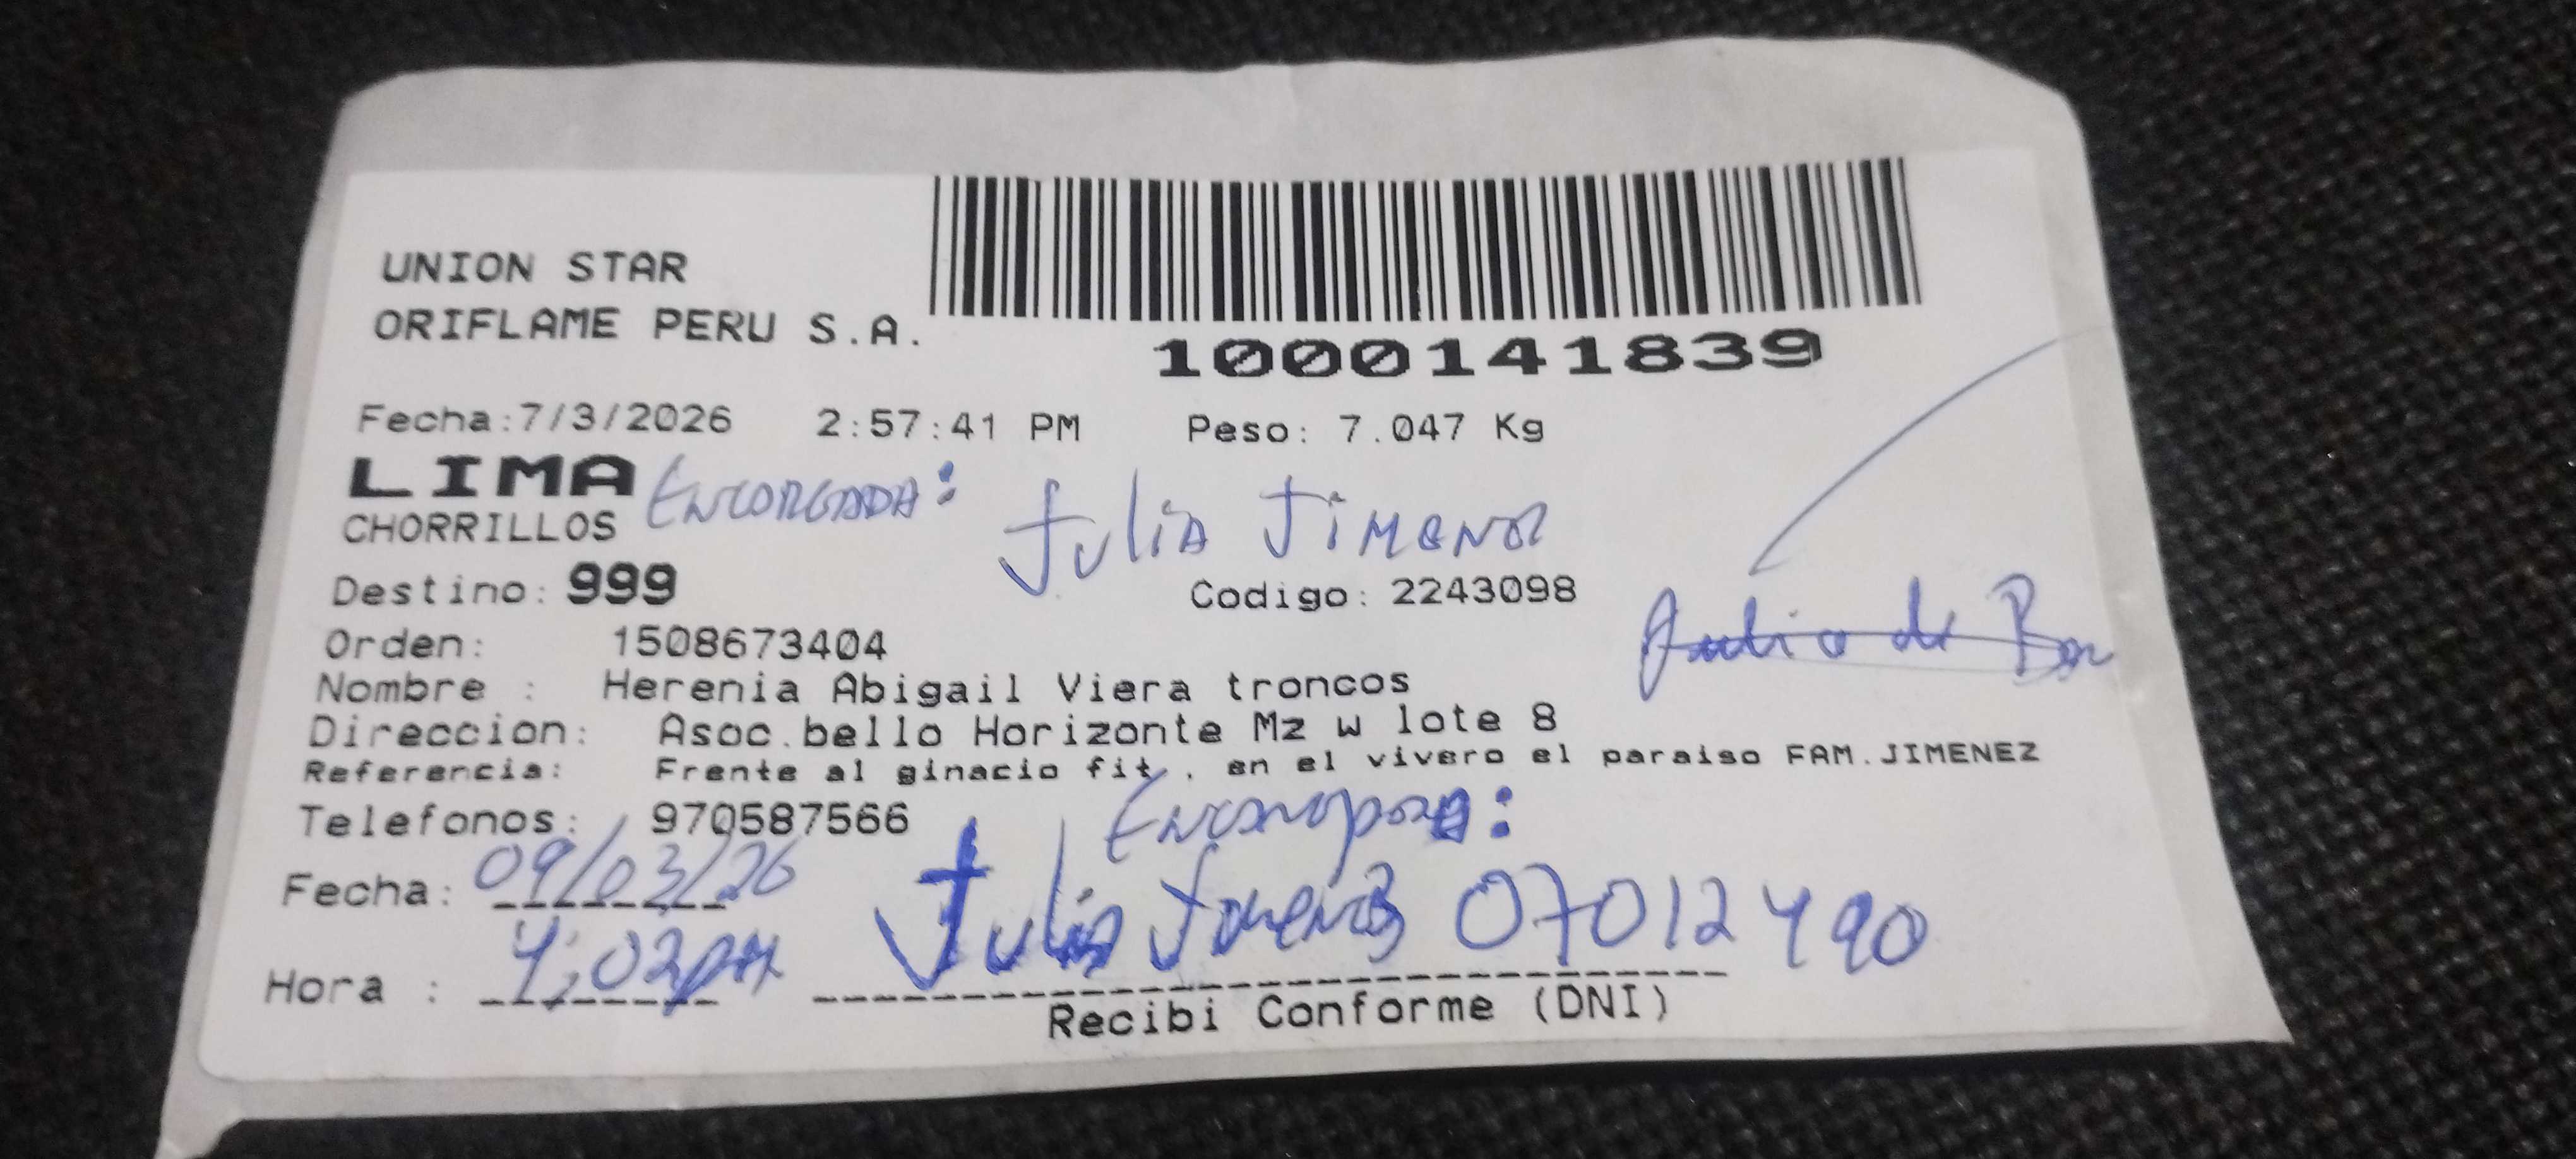 UNION STAR
ORIFLAME PERU S.A.
1000141839
Fecha:7/3/2026 2:57:41 PM Peso: 7.047 Kg
LIMA ENCORGADA: Julia Jimenez
CHORRILLOS
Destino: 999 Codigo: 2243098
Orden: 1508673404
Nombre : Herenia Abigail Viera troncos
Direccion: Asoc.bello Horizonte Mz w lote 8
Referencia: Frente al ginacio fit, en el vivero el paraiso FAM.JIMENEZ
Telefonos: 970587566
Fecha: 09/03/26 Julia 07012490
Hora : 4:02pm
Recibi Conforme (DNI)